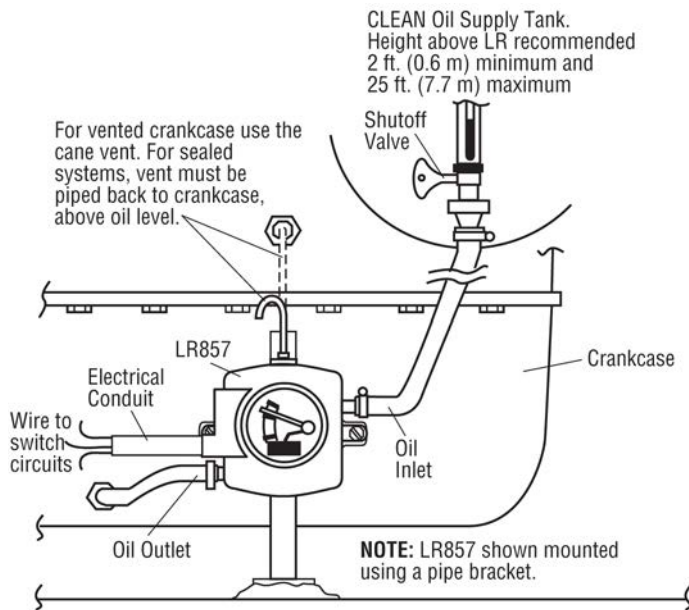 CLEAN Oil Supply Tank.
Height above LR recommended
2 ft. (0.6 m) minimum and
25 ft. (7.7 m) maximum
Shutoff
Valve
For vented crankcase use the
cane vent. For sealed
systems, vent must be
piped back to crankcase,
above oil level.
LR857
Electrical
Conduit
Crankcase
Wire to
switch
circuits
Oil
Inlet
Oil Outlet
NOTE: LR857 shown mounted
using a pipe bracket.